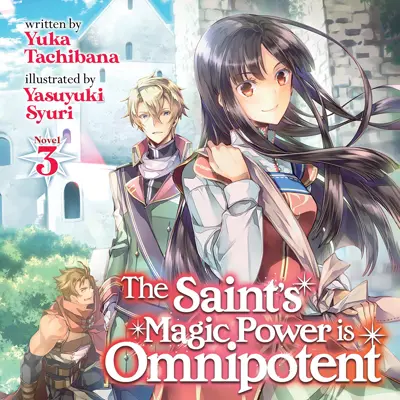 written by
Yuka
Tachibana
illustrated by
Yasuyuki
Syuri
Novel
3
The Saint's
Magic Power is
Omnipotent